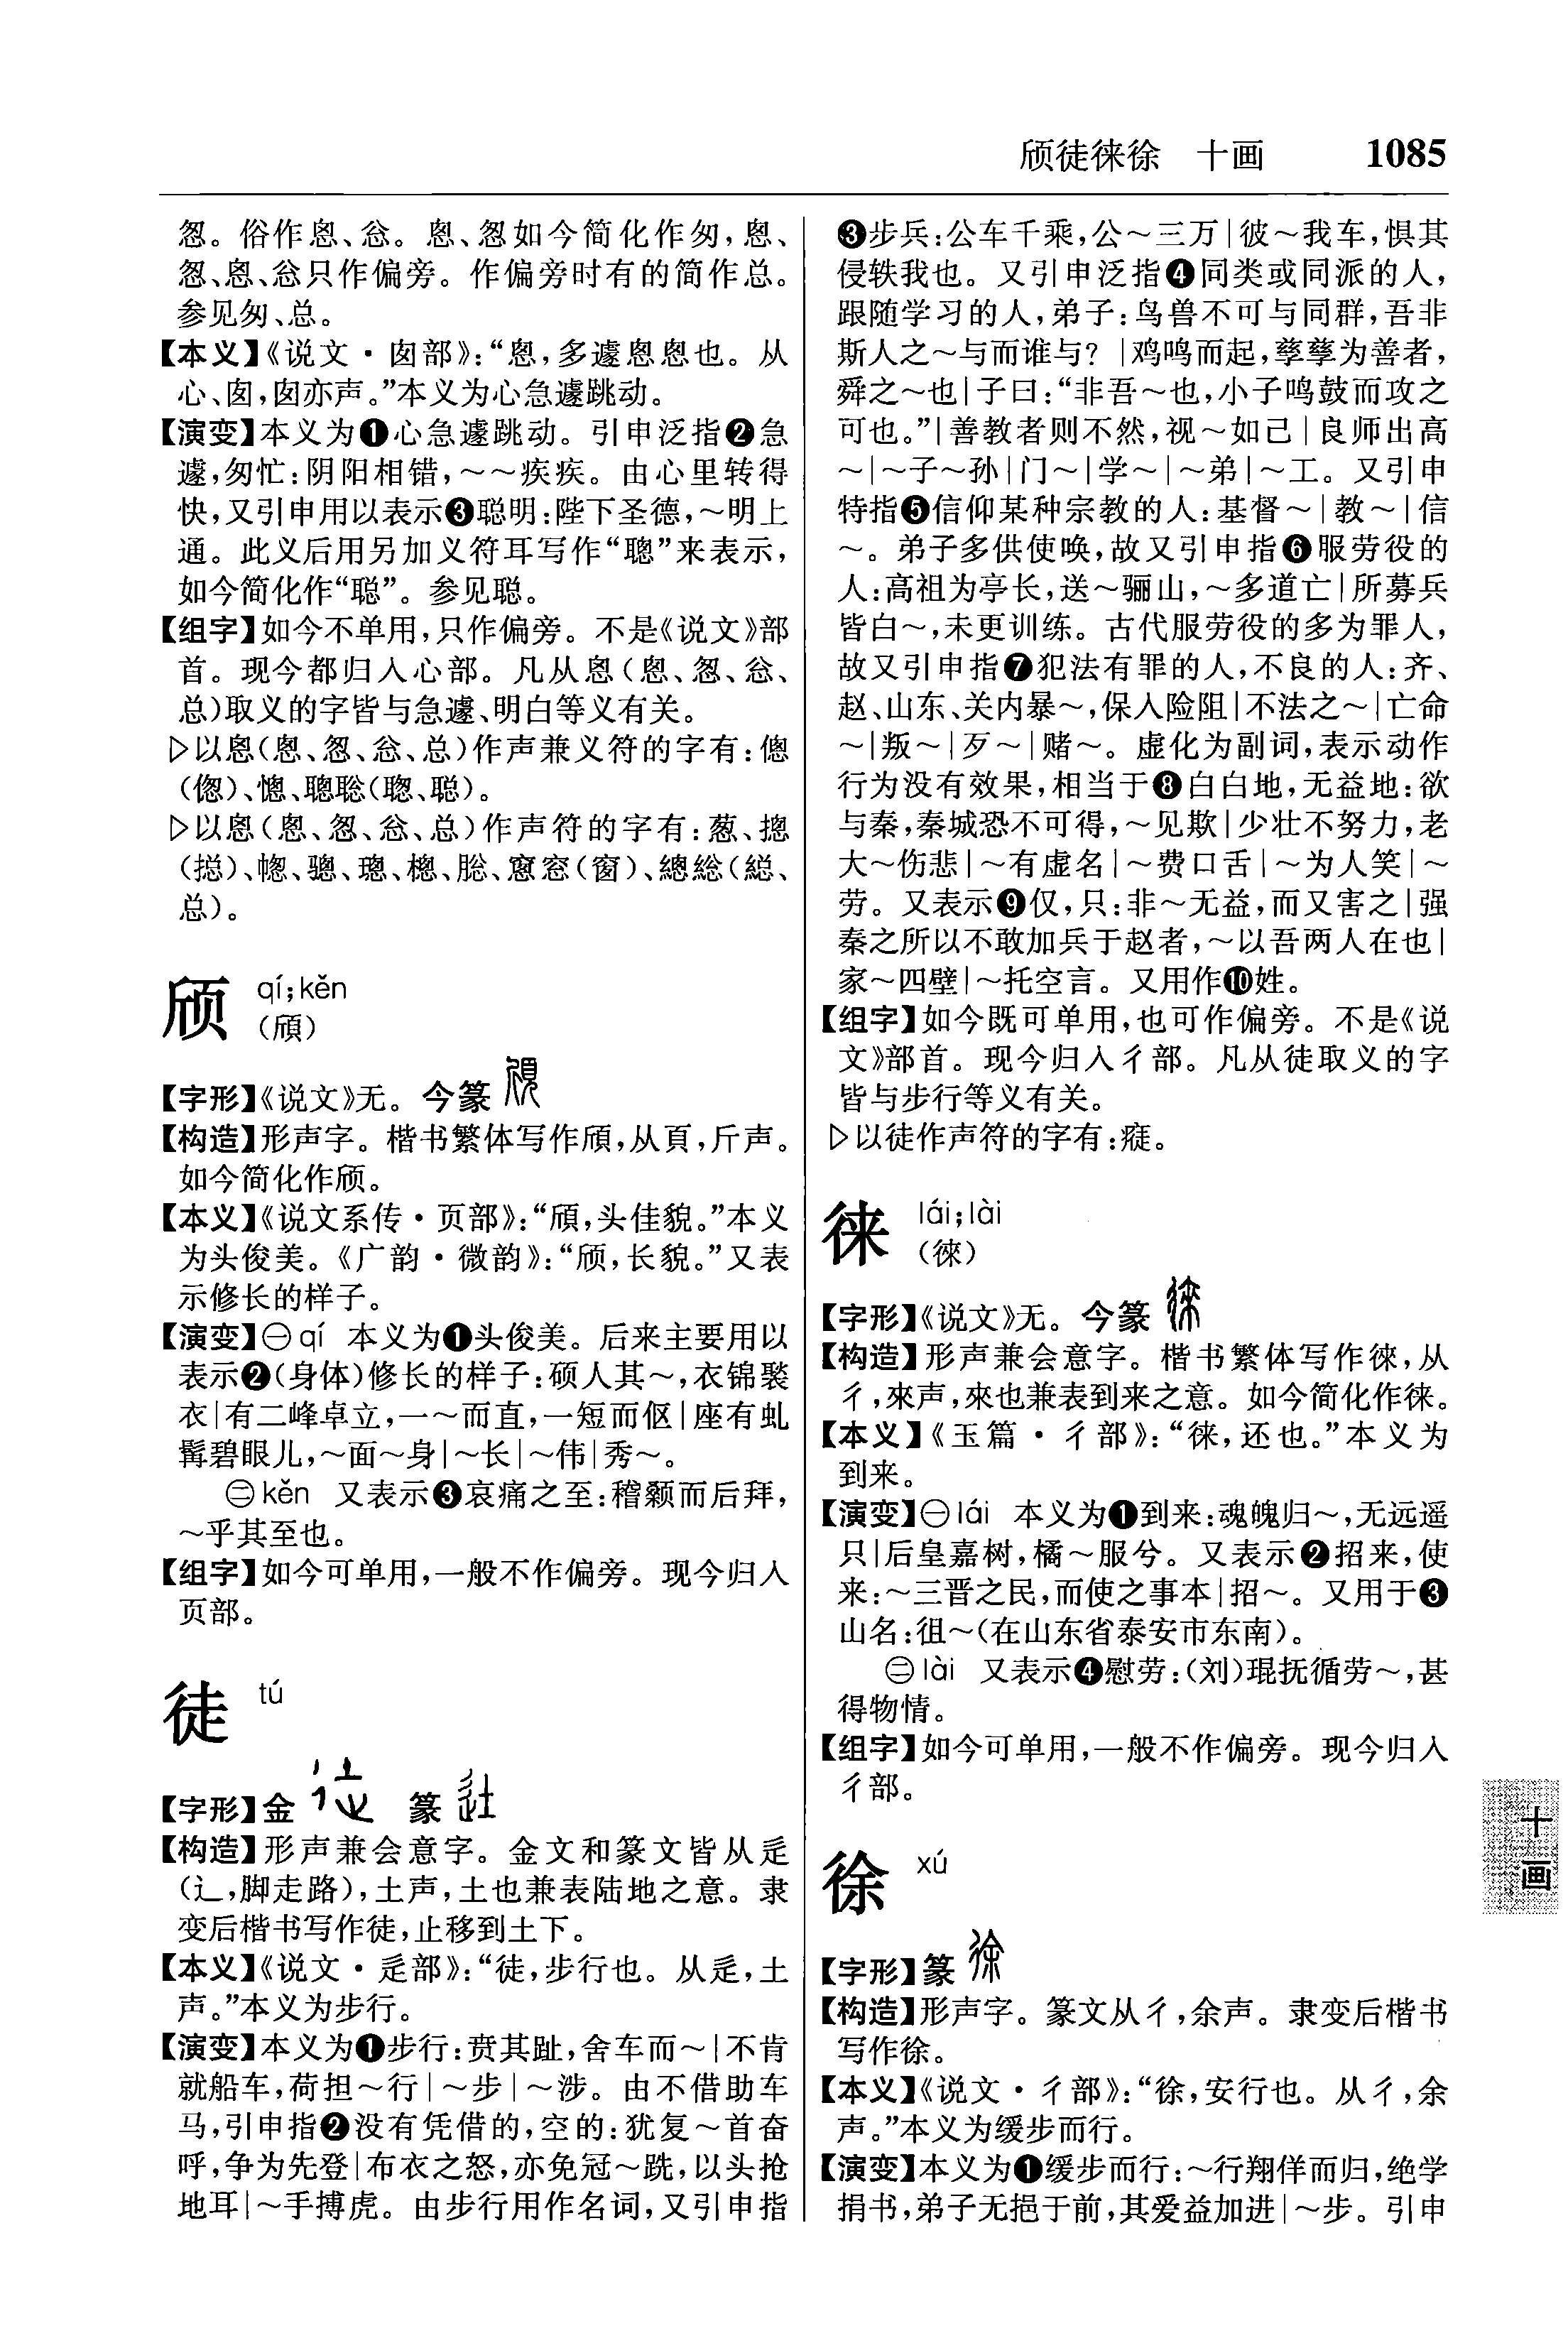 颀徒徕徐　十画　1085
怱。俗作恖、忩。悤、怱如今简化作匆，悤、
怱、恖、忩只作偏旁。作偏旁时有的简作总。
参见匆、总。
【本义】《说文·囱部》：“悤，多遽悤悤也。从
心、囱，囱亦声。”本义为心急遽跳动。
【演变】本义为❶心急遽跳动。引申泛指❷急
遽，匆忙：阴阳相错，～～疾疾。由心里转得
快，又引申用以表示❸聪明：陛下圣德，～明上
通。此义后用另加义符耳写作“聰”来表示，
如今简化作“聪”。参见聪。
【组字】如今不单用，只作偏旁。不是《说文》部
首。现今都归入心部。凡从悤（恖、怱、忩、
总）取义的字皆与急遽、明白等义有关。
▷以悤（恖、怱、忩、总）作声兼义符的字有：傯
（偬）、憁、聰聡（聦、聪）。
▷以悤（恖、怱、忩、总）作声符的字有：葱、摠
（揔）、幒、骢、璁、樬、膧、窻窓（窗）、總総（緫、
总）。
颀 qí；kěn
（頎）
【字形】《说文》无。今篆
【构造】形声字。楷书繁体写作頎，从頁，斤声。
如今简化作颀。
【本义】《说文系传·页部》：“頎，头佳貌。”本义
为头俊美。《广韵·微韵》：“颀，长貌。”又表
示修长的样子。
【演变】㊀qí　本义为❶头俊美。后来主要用以
表示❷（身体）修长的样子：硕人其～，衣锦褧
衣|有二峰卓立，一～而直，一短而伛|座有虬
髯碧眼儿，～面～身|～长|～伟|秀～。
㊁kěn　又表示❸哀痛之至：稽颡而后拜，
～乎其至也。
【组字】如今可单用，一般不作偏旁。现今归入
页部。
徒 tú
【字形】金　篆
【构造】形声兼会意字。金文和篆文皆从辵
（辶，脚走路），土声，土也兼表陆地之意。隶
变后楷书写作徒，止移到土下。
【本义】《说文·辵部》：“徒，步行也。从辵，土
声。”本义为步行。
【演变】本义为❶步行：贲其趾，舍车而～|不肯
就船车，荷担～行|～步|～涉。由不借助车
马，引申指❷没有凭借的，空的：犹复～首奋
呼，争为先登|布衣之怒，亦免冠～跣，以头抢
地耳|～手搏虎。由步行用作名词，又引申指
❸步兵：公车千乘，公～三万|彼～我车，惧其
侵轶我也。又引申泛指❹同类或同派的人，
跟随学习的人，弟子：鸟兽不可与同群，吾非
斯人之～与而谁与？|鸡鸣而起，孳孳为善者，
舜之～也|子曰：“非吾～也，小子鸣鼓而攻之
可也。”|善教者则不然，视～如己|良师出高
～|～子～孙|门～|学～|～弟|～工。又引申
特指❺信仰某种宗教的人：基督～|教～|信
～。弟子多供使唤，故又引申指❻服劳役的
人：高祖为亭长，送～骊山，～多道亡|所募兵
皆白～，未更训练。古代服劳役的多为罪人，
故又引申指❼犯法有罪的人，不良的人：齐、
赵、山东、关内暴～，保入险阻|不法之～|亡命
～|叛～|歹～|赌～。虚化为副词，表示动作
行为没有效果，相当于❽白白地，无益地：欲
与秦，秦城恐不可得，～见欺|少壮不努力，老
大～伤悲|～有虚名|～费口舌|～为人笑|～
劳。又表示❾仅，只：非～无益，而又害之|强
秦之所以不敢加兵于赵者，～以吾两人在也|
家～四壁|～托空言。又用作❿姓。
【组字】如今既可单用，也可作偏旁。不是《说
文》部首。现今归入彳部。凡从徒取义的字
皆与步行等义有关。
▷以徒作声符的字有：𤸁。
徕 lái；lài
（徠）
【字形】《说文》无。今篆
【构造】形声兼会意字。楷书繁体写作徠，从
彳，來声，來也兼表到来之意。如今简化作徕。
【本义】《玉篇·彳部》：“徕，还也。”本义为
到来。
【演变】㊀lái　本义为❶到来：魂魄归～，无远遥
只|后皇嘉树，橘～服兮。又表示❷招来，使
来：～三晋之民，而使之事本|招～。又用于❸
山名：徂～（在山东省泰安市东南）。
㊁lài　又表示❹慰劳：（刘）琨抚循劳～，甚
得物情。
【组字】如今可单用，一般不作偏旁。现今归入
彳部。
徐 xú
【字形】篆
【构造】形声字。篆文从彳，余声。隶变后楷书
写作徐。
【本义】《说文·彳部》：“徐，安行也。从彳，余
声。”本义为缓步而行。
【演变】本义为❶缓步而行：～行翔佯而归，绝学
捐书，弟子无挹于前，其爱益加进|～步。引申
十画